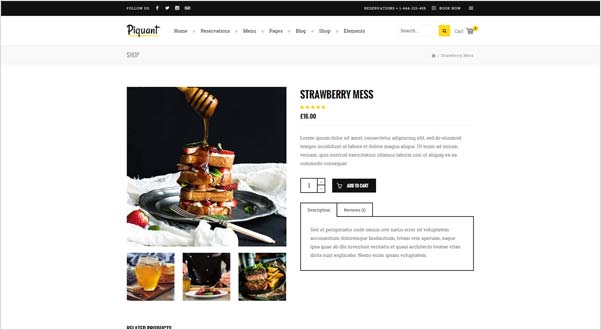 FOLLOW US
RESERVATIONS + 1-444-123-459
BOOK NOW
Piquant
Home
Reservations
Menu
Pages
Blog
Shop
Elements
Search...
Cart
SHOP
/ Strawberry Mess
STRAWBERRY MESS
£16.00
Lorem ipsum dolor sit amet, consectetur adipiscing elit, sed do eiusmod
tempor incididunt ut labore et dolore magna aliqua. Ut enim ad minim
veniam, quis nostrud exercitation ullamco laboris nisi ut aliquip ex ea
commodo consequat.
1
ADD TO CART
Description
Reviews (1)
Sed ut perspiciatis unde omnis iste natus error sit voluptatem
accusantium doloremque laudantium, totam rem aperiam, eaque
ipsa quae ab illo inventore veritatis et quasi architecto beatae vitae
dicta sunt explicabo. Nemo enim ipsam voluptatem.
RELATED PRODUCTS